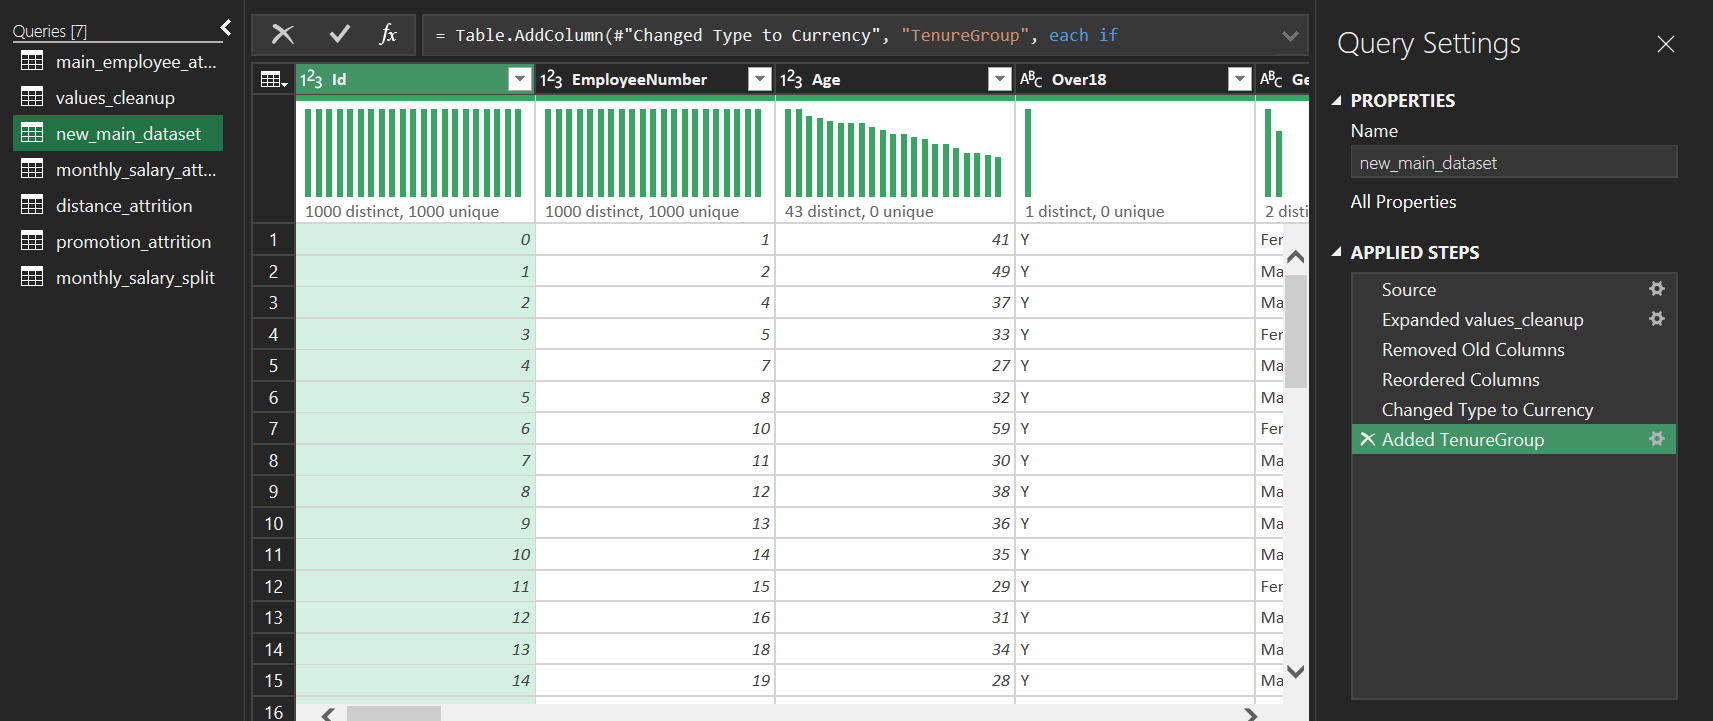 Queries [7]
main_employee_at...
values_cleanup
new_main_dataset
monthly_salary_att...
distance_attrition
promotion_attrition
monthly_salary_split
fx
= Table.AddColumn(#"Changed Type to Currency", "TenureGroup", each if
123 Id 123 EmployeeNumber 123 Age ABC Over18 ABC Ge
1000 distinct, 1000 unique 1000 distinct, 1000 unique 43 distinct, 0 unique 1 distinct, 0 unique 2 disti
1 0 1 41 Y Fer
2 1 2 49 Y Ma
3 2 4 37 Y Ma
4 3 5 33 Y Fer
5 4 7 27 Y Ma
6 5 8 32 Y Ma
7 6 10 59 Y Fer
8 7 11 30 Y Ma
9 8 12 38 Y Ma
10 9 13 36 Y Ma
11 10 14 35 Y Ma
12 11 15 29 Y Fer
13 12 16 31 Y Ma
14 13 18 34 Y Ma
15 14 19 28 Y Ma
16
Query Settings
PROPERTIES
Name
new_main_dataset
All Properties
APPLIED STEPS
Source
Expanded values_cleanup
Removed Old Columns
Reordered Columns
Changed Type to Currency
Added TenureGroup